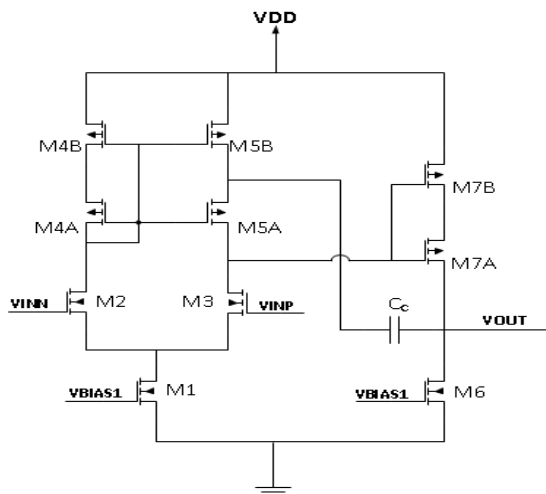 VDD
M4B
M5B
M7B
M4A
M5A
M7A
VINN
M2
M3
VINP
Cc
VOUT
VBIAS1
M1
VBIAS1
M6